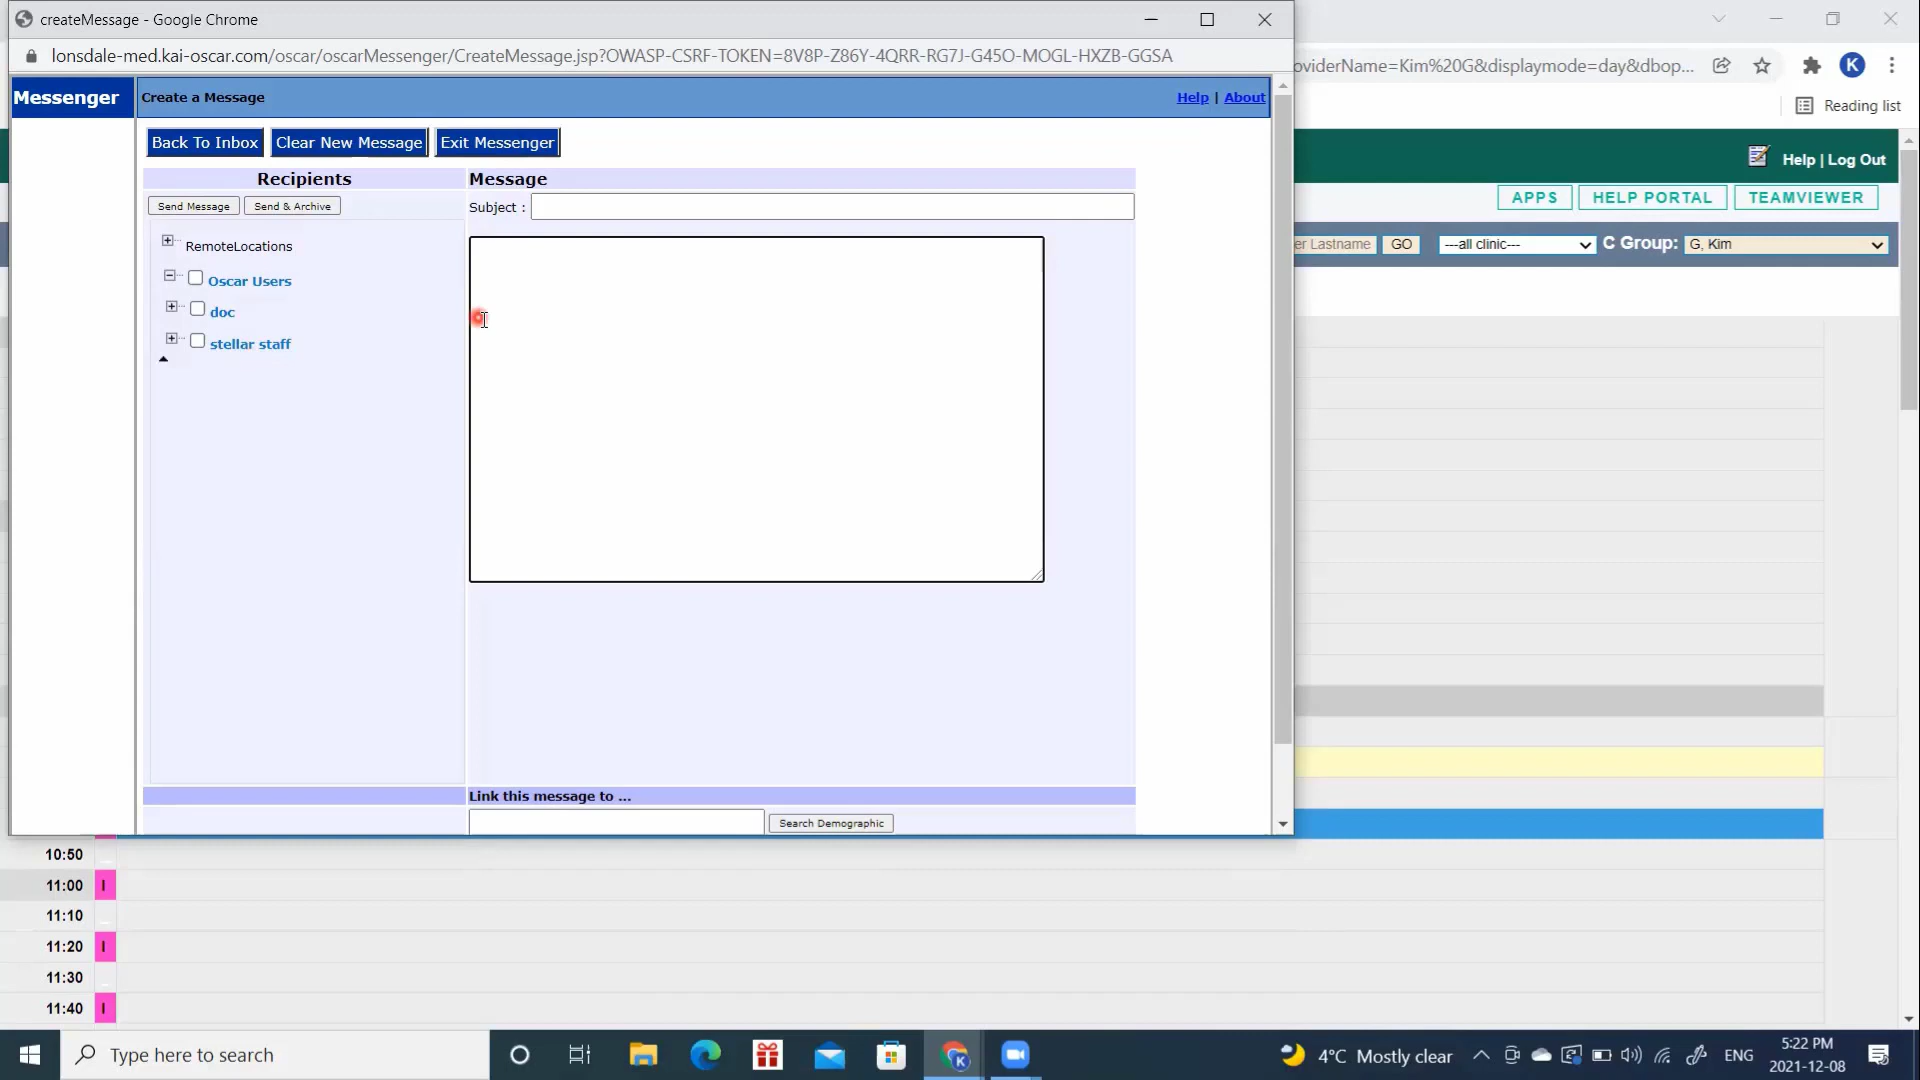 createMessage - Google Chrome
lonsdale-med.kai-oscar.com/oscar/oscarMessenger/CreateMessage.jsp?OWASP-CSRF-TOKEN=8V8P-Z86Y-4QRR-RG7J-G45O-MOGL-HXZB-GGSA
oviderName=Kim%20G&displaymode=day&dbop...
K
Reading list
Messenger
Create a Message
Help | About
Back To Inbox
Clear New Message
Exit Messenger
Help | Log Out
Recipients
Message
APPS
HELP PORTAL
TEAMVIEWER
Send Message
Send & Archive
Subject :
er Lastname
GO
---all clinic---
C Group:
G, Kim
RemoteLocations
Oscar Users
doc
stellar staff
Link this message to ...
Search Demographic
10:50
11:00 I
11:10
11:20 I
11:30
11:40 I
Type here to search
K
4°C Mostly clear
ENG
5:22 PM
2021-12-08